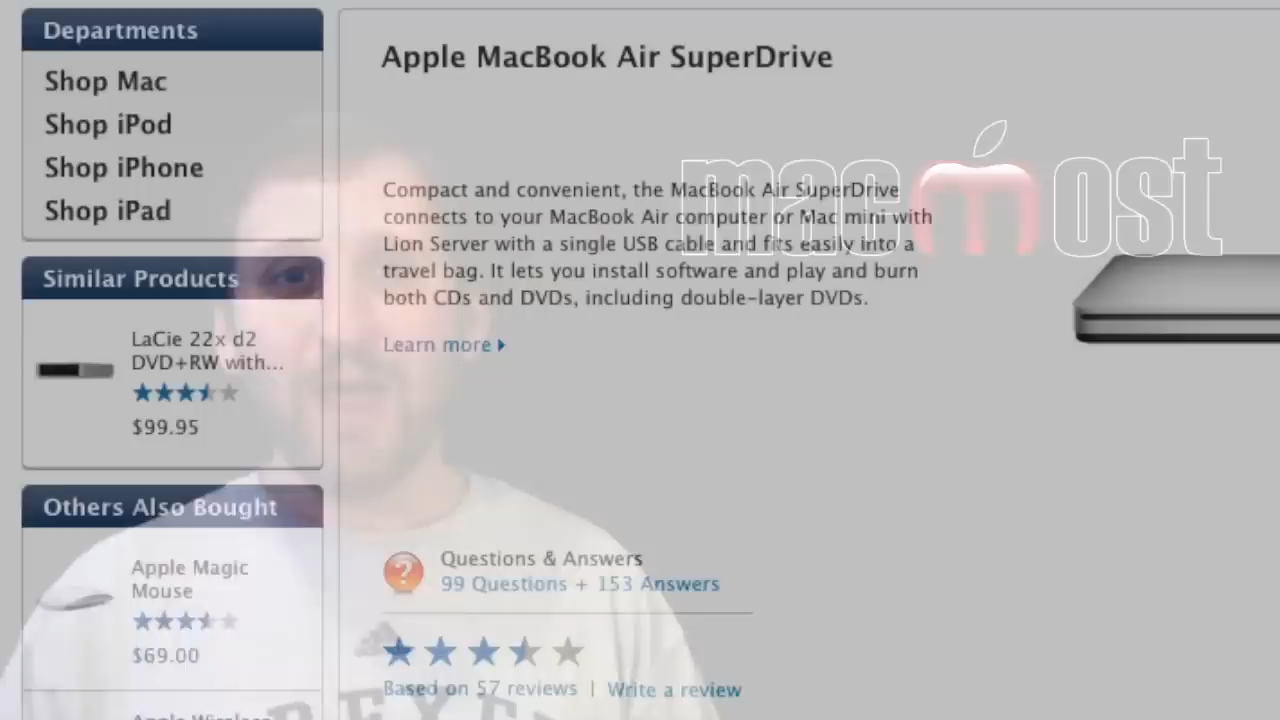 Departments
Shop Mac
Shop iPod
Shop iPhone
Shop iPad
Similar Products
LaCie 22x d2
DVD+RW with...
$99.95
Others Also Bought
Apple Magic
Mouse
$69.00
Apple Wireless
Apple MacBook Air SuperDrive
macmost
Compact and convenient, the MacBook Air SuperDrive
connects to your MacBook Air computer or Mac mini with
Lion Server with a single USB cable and fits easily into a
travel bag. It lets you install software and play and burn
both CDs and DVDs, including double-layer DVDs.
Learn more
?
Questions & Answers
99 Questions + 153 Answers
Based on 57 reviews | Write a review